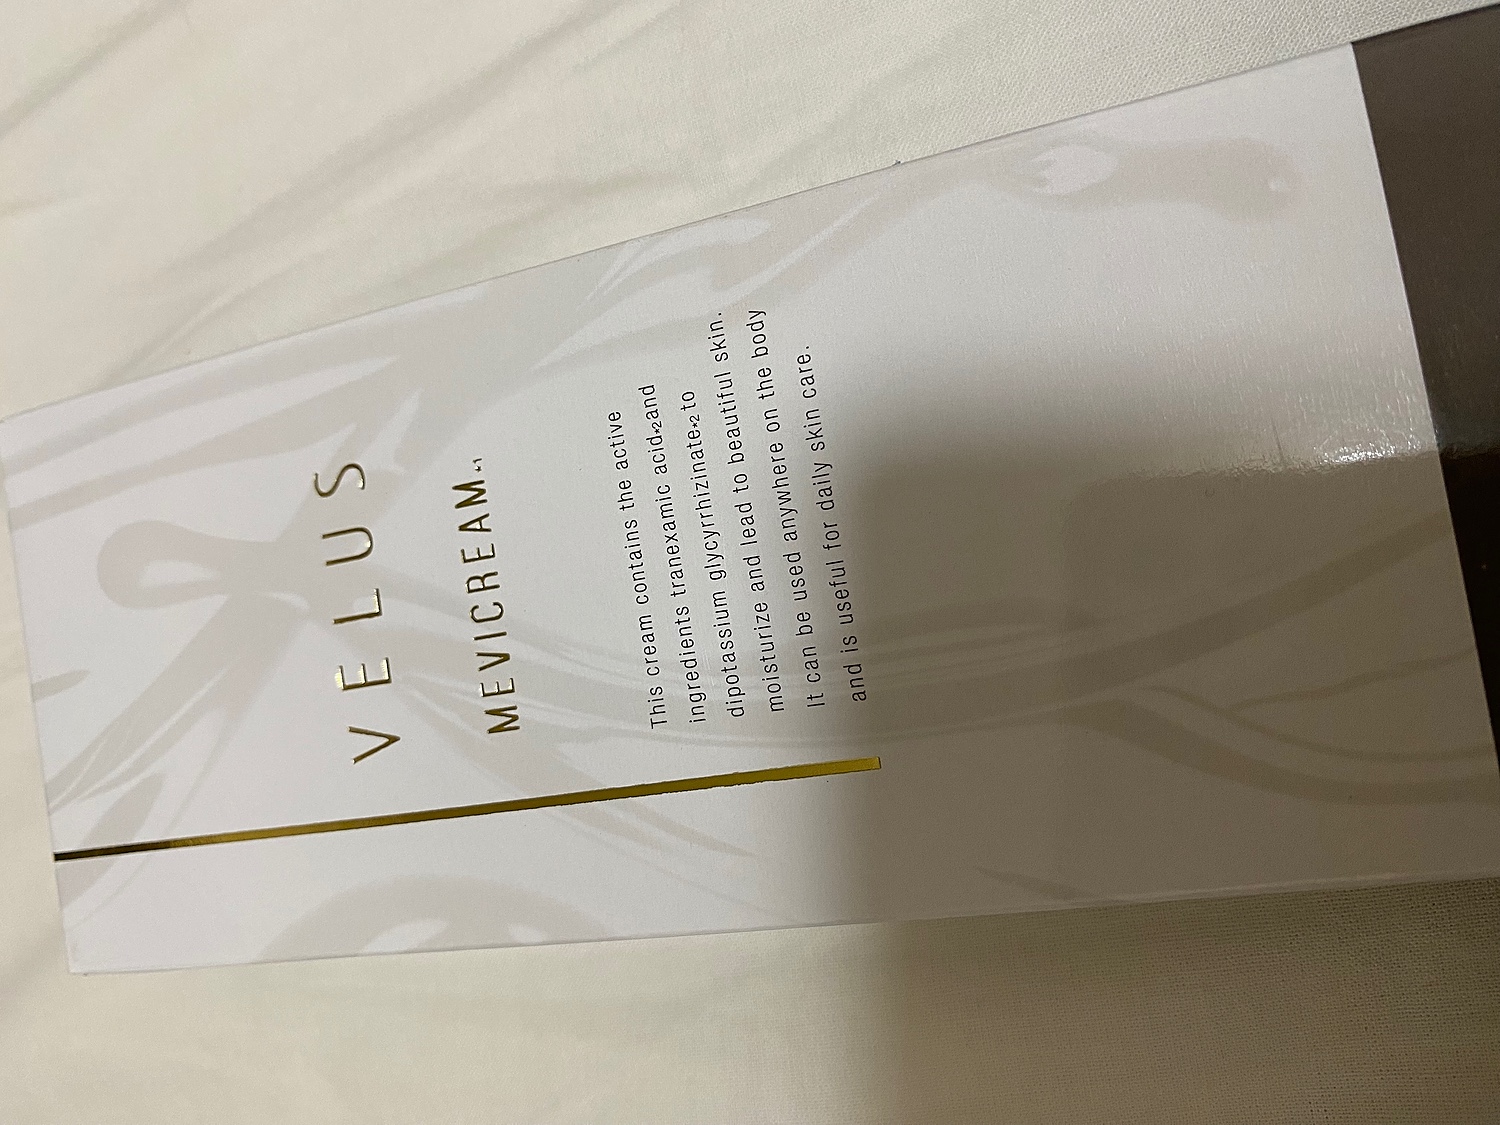 VELUS
MEVICREAM*1
This cream contains the active
ingredients tranexamic acid*2and
dipotassium glycyrrhizinate*2 to
moisturize and lead to beautiful skin.
It can be used anywhere on the body
and is useful for daily skin care.